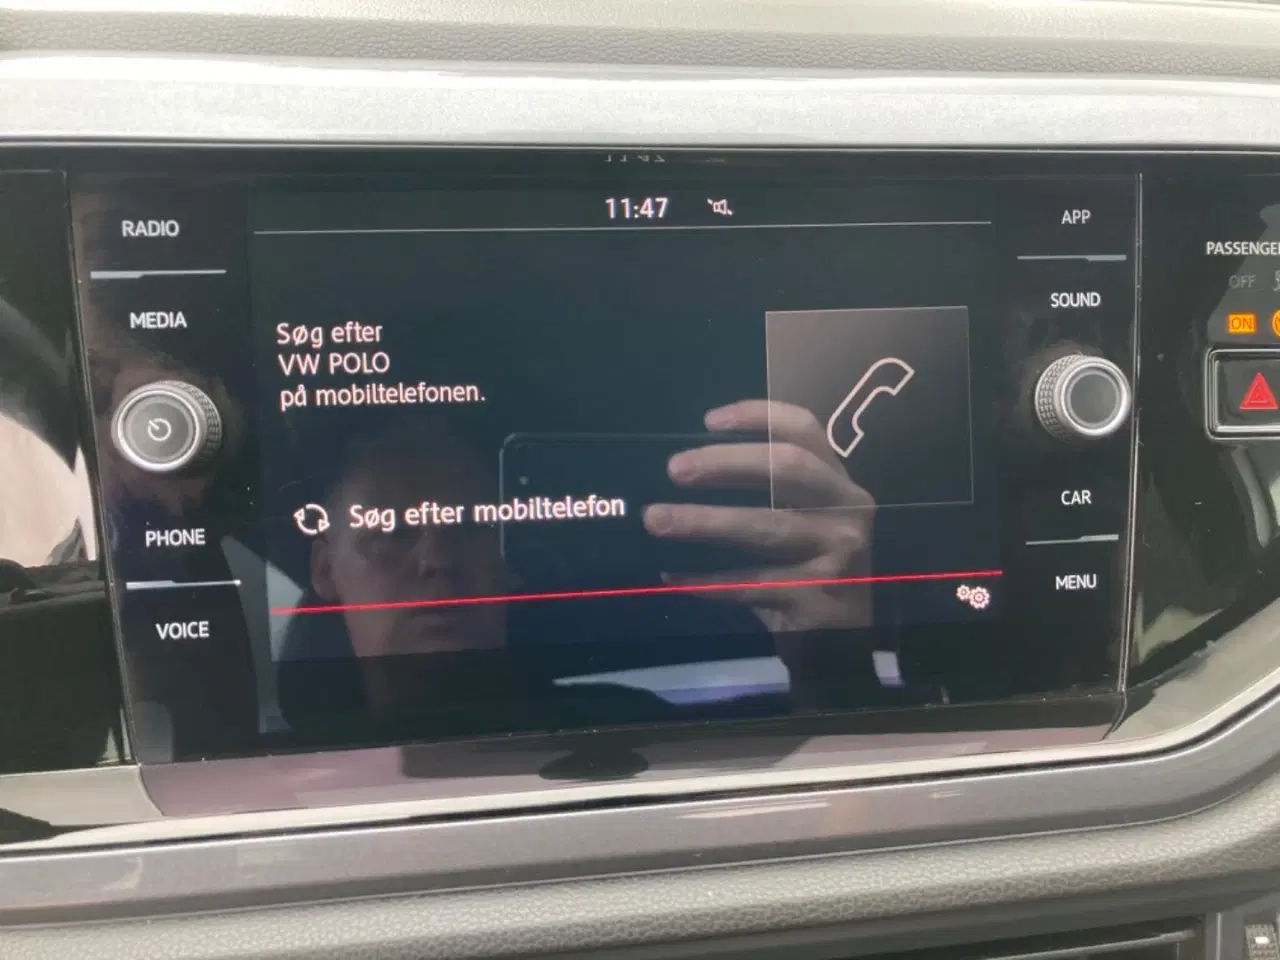 11:47
RADIO
MEDIA
PHONE
VOICE
Søg efter
VW POLO
på mobiltelefonen.
Søg efter mobiltelefon
APP
SOUND
CAR
MENU
OFF
ON